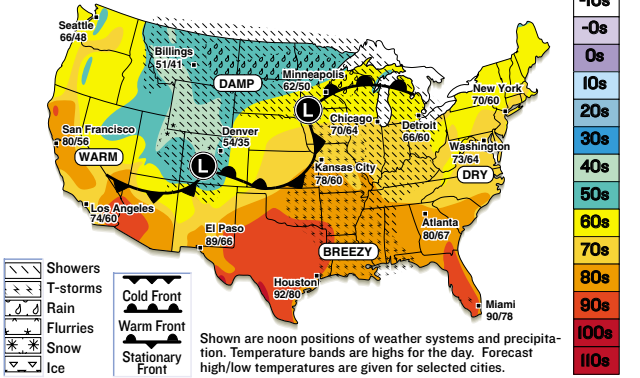 Seattle
66/48
Billings
51/41
DAMP
Minneapolis
62/50
L
New York
70/60
San Francisco
80/56
WARM
Denver
54/35
L
Chicago
70/64
Detroit
66/60
Washington
73/64
DRY
Kansas City
78/60
Los Angeles
74/60
El Paso
89/66
Atlanta
80/67
BREEZY
Houston
92/80
Miami
90/78
Showers
T-storms
Rain
Flurries
Snow
Ice
Cold Front
Warm Front
Stationary
Front
Shown are noon positions of weather systems and precipita-
tion. Temperature bands are highs for the day. Forecast
high/low temperatures are given for selected cities.
-10s
-0s
0s
10s
20s
30s
40s
50s
60s
70s
80s
90s
100s
110s